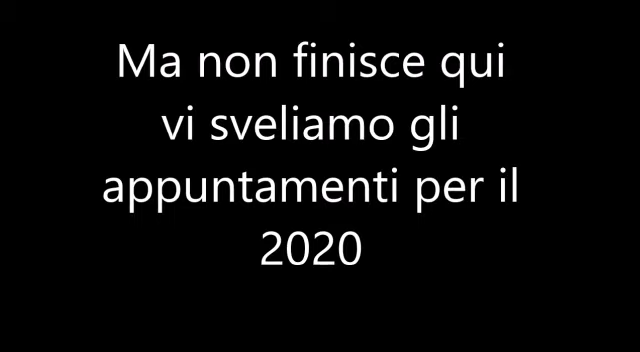 Ma non finisce qui
vi sveliamo gli
appuntamenti per il
2020